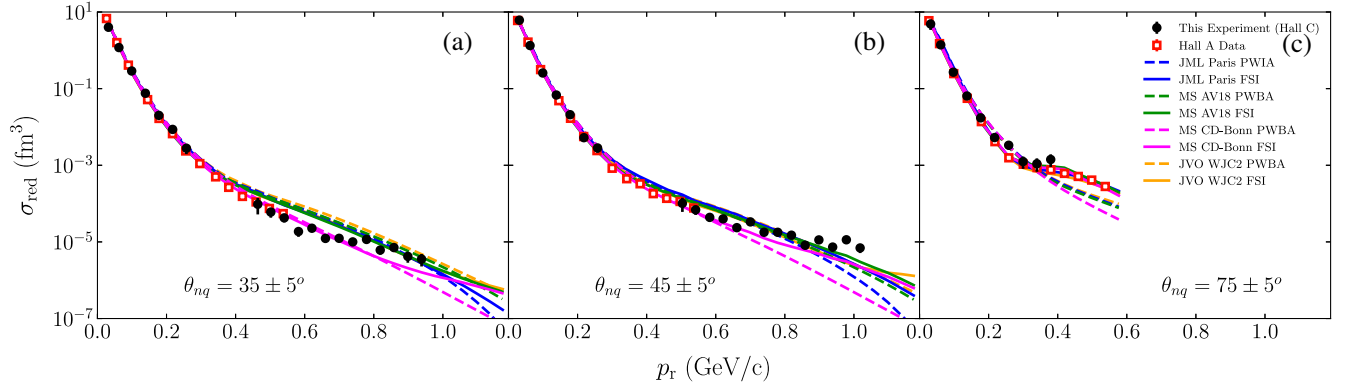 10¹
10⁻¹
10⁻³
10⁻⁵
10⁻⁷
σ_red (fm³)
(a)
θ_nq = 35 ± 5°
0.0 0.2 0.4 0.6 0.8 1.0
(b)
θ_nq = 45 ± 5°
0.0 0.2 0.4 0.6 0.8 1.0
(c)
This Experiment (Hall C)
Hall A Data
JML Paris PWIA
JML Paris FSI
MS AV18 PWBA
MS AV18 FSI
MS CD-Bonn PWBA
MS CD-Bonn FSI
JVO WJC2 PWBA
JVO WJC2 FSI
θ_nq = 75 ± 5°
0.0 0.2 0.4 0.6 0.8 1.0
p_r (GeV/c)